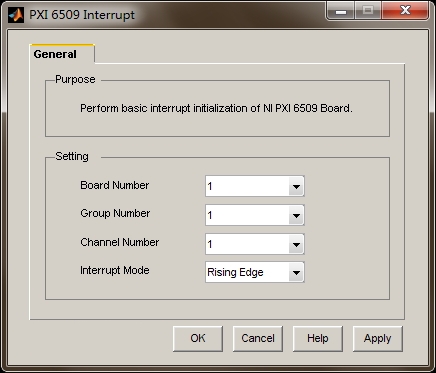 PXI 6509 Interrupt
General
Purpose
Perform basic interrupt initialization of NI PXI 6509 Board.
Setting
Board Number 1
Group Number 1
Channel Number 1
Interrupt Mode Rising Edge
OK Cancel Help Apply